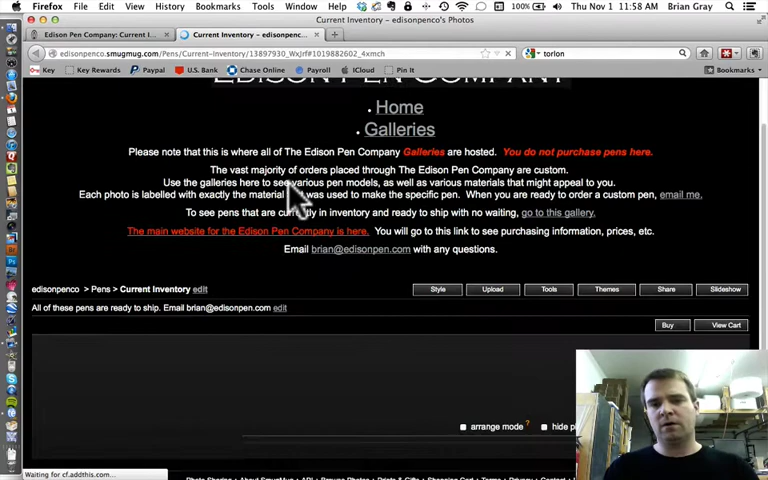 Firefox File Edit View History Bookmarks Tools Window Help Thu Nov 1 11:58 AM Brian Gray
Current Inventory - edisonpenco's Photos
Edison Pen Company: Current I... Current Inventory – edisonpenc...
edisonpenco.smugmug.com/Pens/Current-Inventory/13897930_WxJrf#!i=1019882602_4xmch torlon
Key Key Rewards Paypal U.S. Bank Chase Online Payroll iCloud Pin It Bookmarks
EDISON PEN COMPANY
Home
Galleries
Please note that this is where all of The Edison Pen Company Galleries are hosted. You do not purchase pens here.
The vast majority of orders placed through The Edison Pen Company are custom.
Use the galleries here to see various pen models, as well as various materials that might appeal to you.
Each photo is labelled with exactly the material was used to make the specific pen. When you are ready to order a custom pen, email me.
To see pens that are currently in inventory and ready to ship with no waiting, go to this gallery.
The main website for the Edison Pen Company is here. You will go to this link to see purchasing information, prices, etc.
Email brian@edisonpen.com with any questions.
edisonpenco > Pens > Current Inventory edit Style Upload Tools Themes Share Slideshow
All of these pens are ready to ship. Email brian@edisonpen.com edit
Buy View Cart
arrange mode ? hide
Waiting for cf.addthis.com...